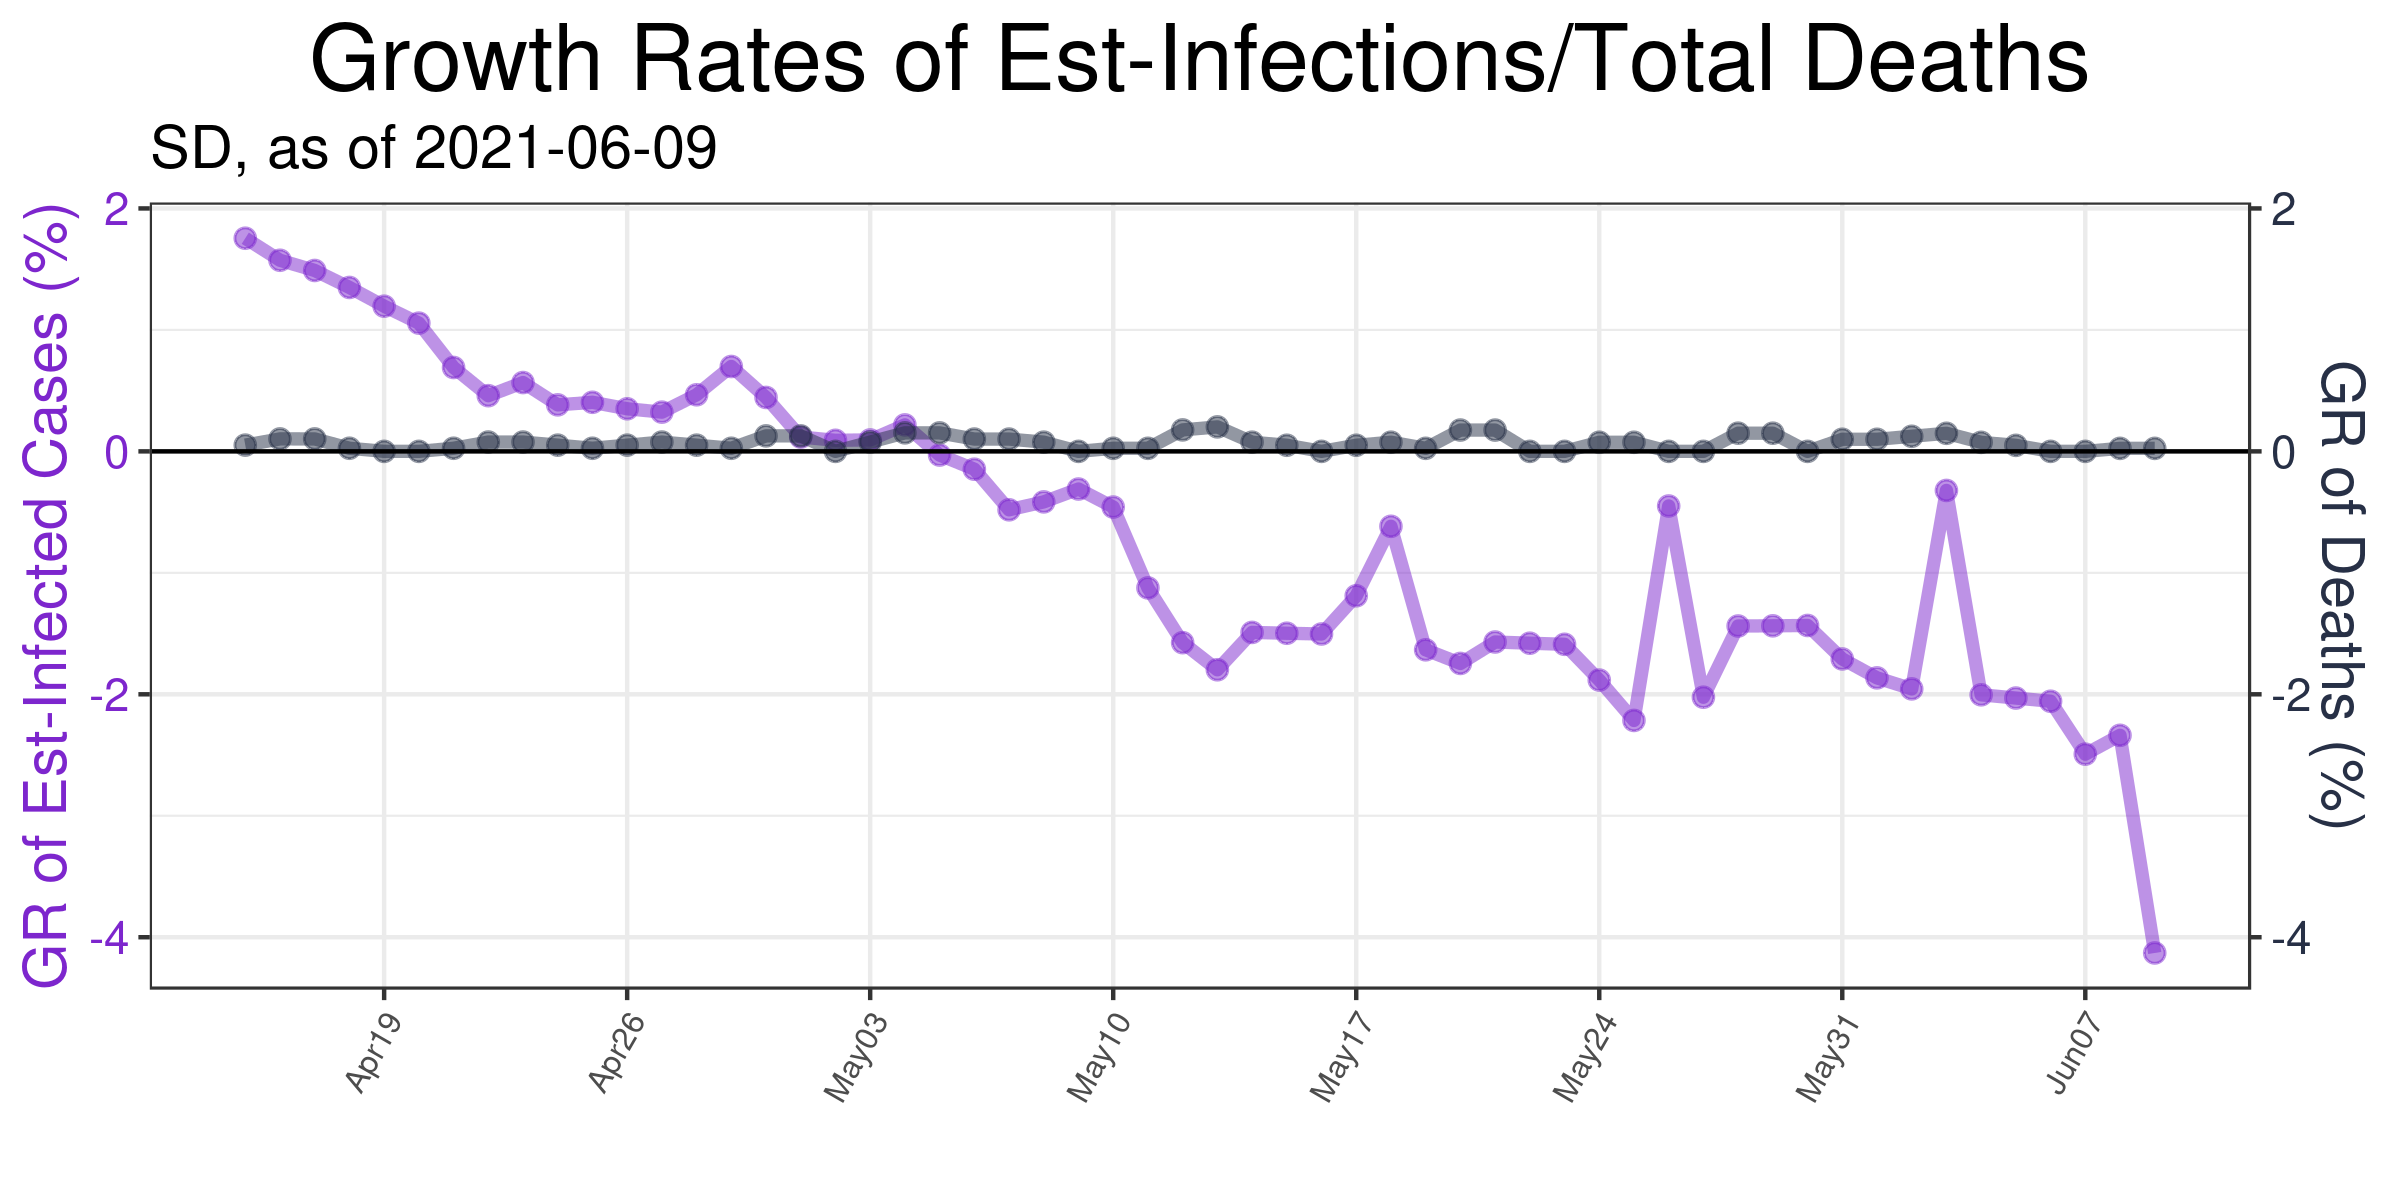 Growth Rates of Est-Infections/Total Deaths
SD, as of 2021-06-09
GR of Est-Infected Cases (%)
2
0
-2
-4
2
0
-2
-4
GR of Deaths (%)
Apr19
Apr26
May03
May10
May17
May24
May31
Jun07